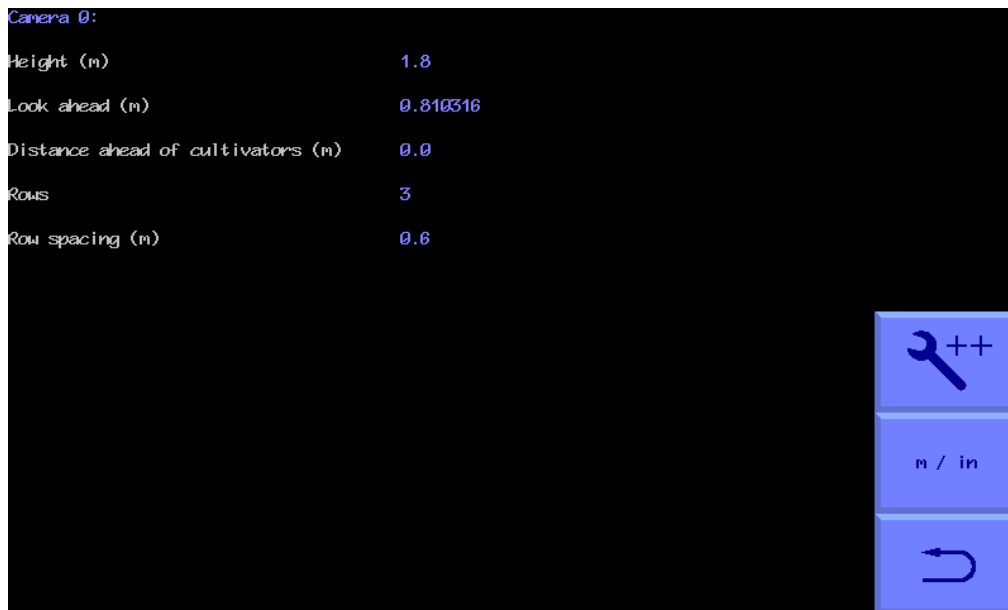 Camera 0:
Height (m) 1.8
Look ahead (m) 0.810316
Distance ahead of cultivators (m) 0.0
Rows 3
Row spacing (m) 0.6
++
m / in